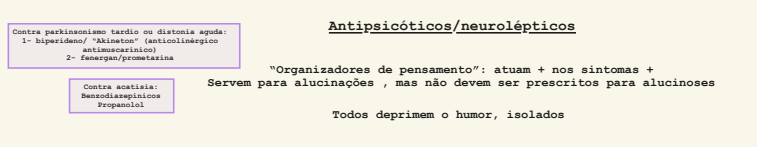 Antipsicóticos/neurolépticos
Contra parkinsonismo tardio ou distonia aguda:
1- biperideno/ “Akineton” (anticolinérgico
antimuscarinico)
2- fenergan/prometazina
“Organizadores de pensamento”: atuam + nos sintomas +
Servem para alucinações , mas não devem ser prescritos para alucinoses
Contra acatisia:
Benzodiazepinicos
Propanolol
Todos deprimem o humor, isolados